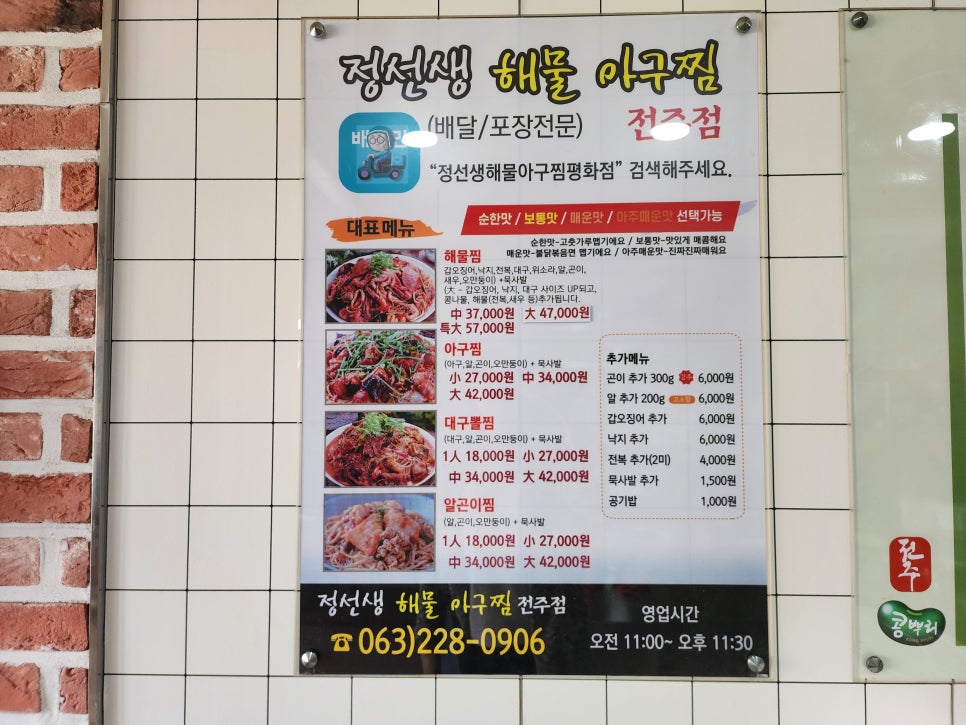 정선생 해물 아구찜
(배달/포장전문) 전주점
"정선생해물아구찜평화점" 검색해주세요.
순한맛 / 보통맛 / 매운맛 / 아주매운맛 선택가능
순한맛-고춧가루맵기에요 / 보통맛-맛있게 매콤해요
매운맛-불닭볶음면 맵기에요 / 아주매운맛-진짜진짜매워요
대표메뉴
해물찜
갑오징어,낙지,전복,대구,위소라,알,곤이,
새우,오만둥이) +묵사발
(大 - 갑오징어, 낙지, 대구 사이즈 UP되고,
콩나물, 해물(전복,새우 등)추가됩니다.
中 37,000원 大 47,000원
특大 57,000원
아구찜
(아구,알,곤이,오만둥이) + 묵사발
小 27,000원 中 34,000원
大 42,000원
대구뽈찜
(대구,알,곤이,오만둥이) + 묵사발
1人 18,000원 小 27,000원
中 34,000원 大 42,000원
알곤이찜
(알,곤이,오만둥이) + 묵사발
1人 18,000원 小 27,000원
中 34,000원 大 42,000원
추가메뉴
곤이 추가 300g 6,000원
알 추가 200g 고소함 6,000원
갑오징어 추가 6,000원
낙지 추가 6,000원
전복 추가(2미) 4,000원
묵사발 추가 1,500원
공기밥 1,000원
정선생 해물 아구찜 전주점
☎ 063)228-0906
영업시간
오전 11:00~ 오후 11:30
전주
콩뿌리